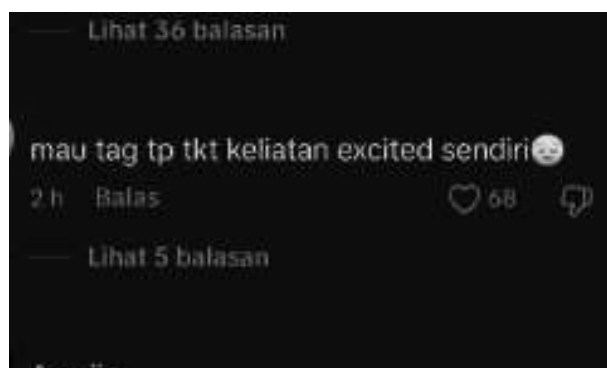 Lihat 36 balasan
mau tag tp tkt keliatan excited sendiri😔
2 h Balas 68
Lihat 5 balasan